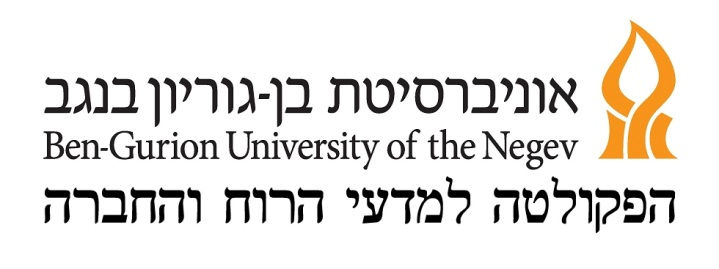 אוניברסיטת בן-גוריון בנגב
Ben-Gurion University of the Negev
הפקולטה למדעי הרוח והחברה